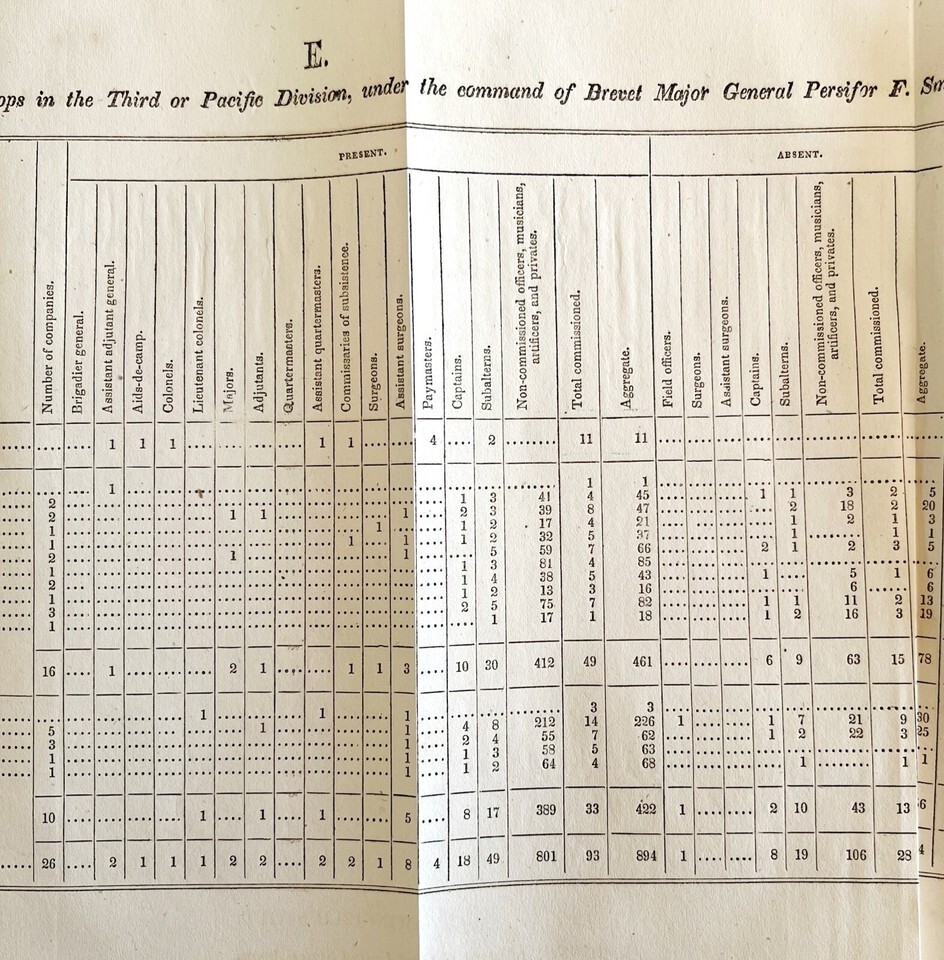 E.
ops in the Third or Pacific Division, under the command of Brevet Major General Persifor F. Sm
PRESENT. ABSENT.
Number of companies. Brigadier general. Assistant adjutant general. Aids-de-camp. Colonels. Lieutenant colonels. Majors. Adjutants. Quartermasters. Assistant quartermasters. Commissaries of subsistence. Surgeons. Assistant surgeons. Paymasters. Captains. Subalterns. Non-commissioned officers, musicians, artificers, and privates. Total commissioned. Aggregate. Field officers. Surgeons. Assistant surgeons. Captains. Subalterns. Non-commissioned officers, musicians, artificers, and privates. Total commissioned. Aggregate.
.... .... 1 1 1 .... .... .... .... 1 1 .... .... 4 .... 2 ........ 11 11 .... .... .... .... .... ........ ...... ......
.... .... 1 .... .... .... .... .... .... .... .... .... .... .... .... .... ........ 1 1 .... .... .... .... .... ........ ...... ......
2 .... .... .... .... .... .... .... .... .... .... .... .... .... 1 3 41 4 45 .... .... .... 1 1 3 2 5
2 .... .... .... .... .... 1 1 .... .... .... .... 1 .... 2 3 39 8 47 .... .... .... .... 2 18 2 20
1 .... .... .... .... .... .... .... .... .... .... 1 .... .... 1 2 17 4 21 .... .... .... .... 1 2 1 3
1 .... .... .... .... .... .... .... .... .... 1 .... 1 .... 1 2 32 5 37 .... .... .... .... 1 ........ 1 1
2 .... .... .... .... .... 1 .... .... .... .... .... 1 .... .... 5 59 7 66 .... .... .... 2 1 2 3 5
1 .... .... .... .... .... .... .... .... .... .... .... .... .... 1 3 81 4 85 .... .... .... .... .... ........ ...... ......
2 .... .... .... .... .... .... .... .... .... .... .... .... .... 1 4 38 5 43 .... .... .... 1 .... 5 1 6
1 .... .... .... .... .... .... .... .... .... .... .... .... .... 1 2 13 3 16 .... .... .... .... .... 6 ...... 6
3 .... .... .... .... .... .... .... .... .... .... .... .... .... 2 5 75 7 82 .... .... .... 1 1 11 2 13
1 .... .... .... .... .... .... .... .... .... .... .... .... .... .... 1 17 1 18 .... .... .... 1 2 16 3 19
16 .... 1 .... .... .... 2 1 .... .... 1 1 3 .... 10 30 412 49 461 .... .... .... 6 9 63 15 78
.... .... .... .... .... 1 .... .... .... 1 .... .... 1 .... .... .... ........ 3 3 .... .... .... .... .... ........ ...... ......
5 .... .... .... .... .... .... 1 .... .... .... .... 1 .... 4 8 212 14 226 1 .... .... 1 7 21 9 30
3 .... .... .... .... .... .... .... .... .... .... .... 1 .... 2 4 55 7 62 .... .... .... 1 2 22 3 25
1 .... .... .... .... .... .... .... .... .... .... .... 1 .... 1 3 58 5 63 .... .... .... .... .... ........ ...... ......
1 .... .... .... .... .... .... .... .... .... .... .... 1 .... 1 2 64 4 68 .... .... .... .... 1 ........ 1 1
10 .... .... .... .... 1 .... 1 .... 1 .... .... 5 .... 8 17 389 33 422 1 .... .... 2 10 43 13 6
26 .... 2 1 1 1 2 2 .... 2 2 1 8 4 18 49 801 93 894 1 .... .... 8 19 106 28 4